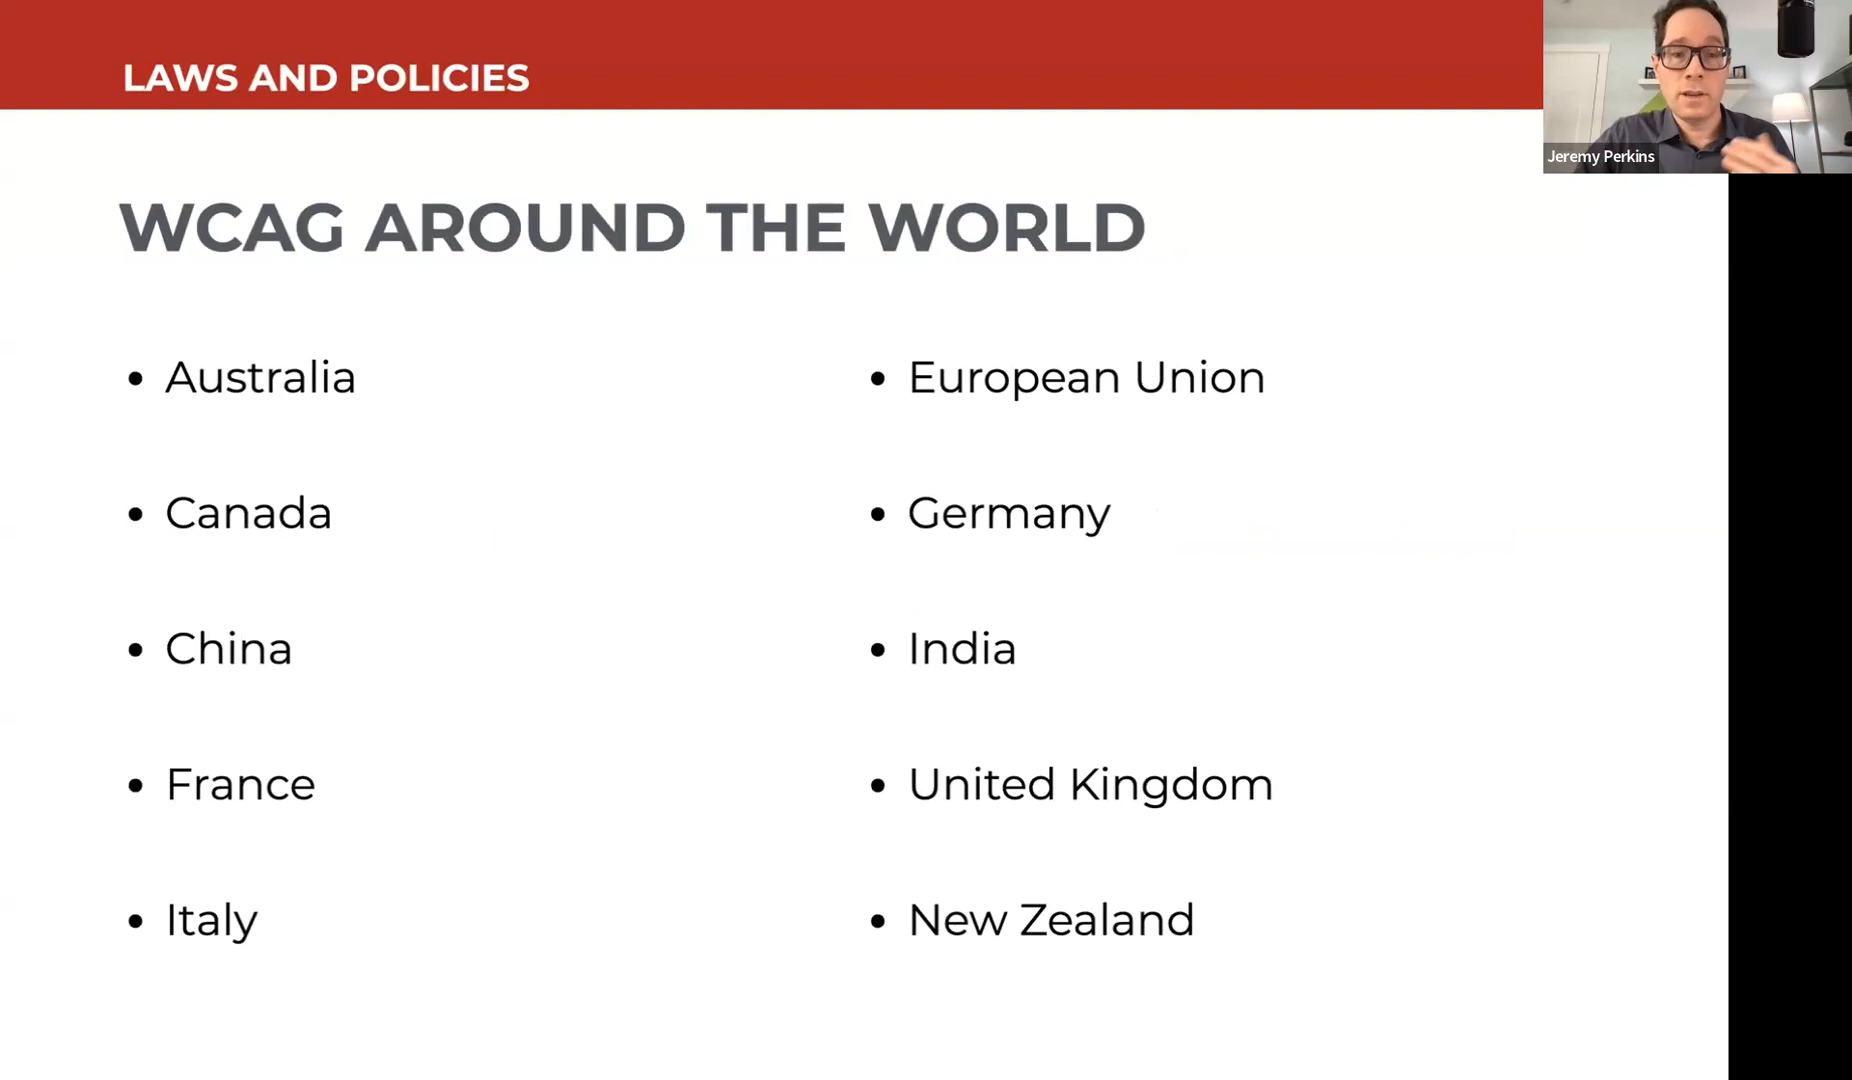 LAWS AND POLICIES
Jeremy Perkins
WCAG AROUND THE WORLD
• Australia
• Canada
• China
• France
• Italy
• European Union
• Germany
• India
• United Kingdom
• New Zealand